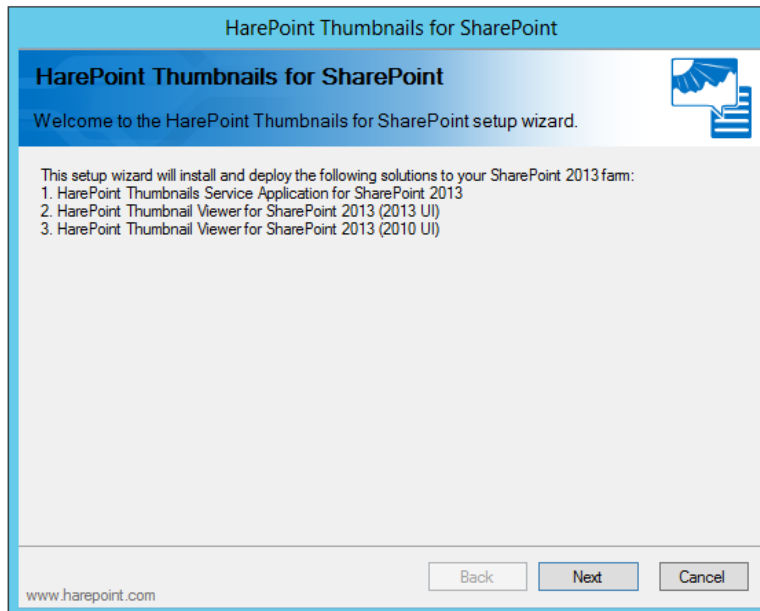 HarePoint Thumbnails for SharePoint
HarePoint Thumbnails for SharePoint
Welcome to the HarePoint Thumbnails for SharePoint setup wizard.
This setup wizard will install and deploy the following solutions to your SharePoint 2013 farm:
1. HarePoint Thumbnails Service Application for SharePoint 2013
2. HarePoint Thumbnail Viewer for SharePoint 2013 (2013 UI)
3. HarePoint Thumbnail Viewer for SharePoint 2013 (2010 UI)
Back Next Cancel
www.harepoint.com